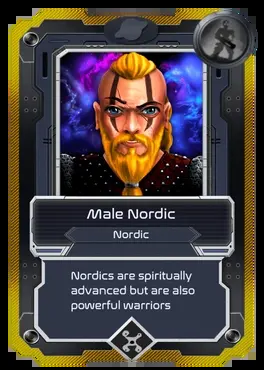 Male Nordic
Nordic
Nordics are spiritually
advanced but are also
powerful warriors